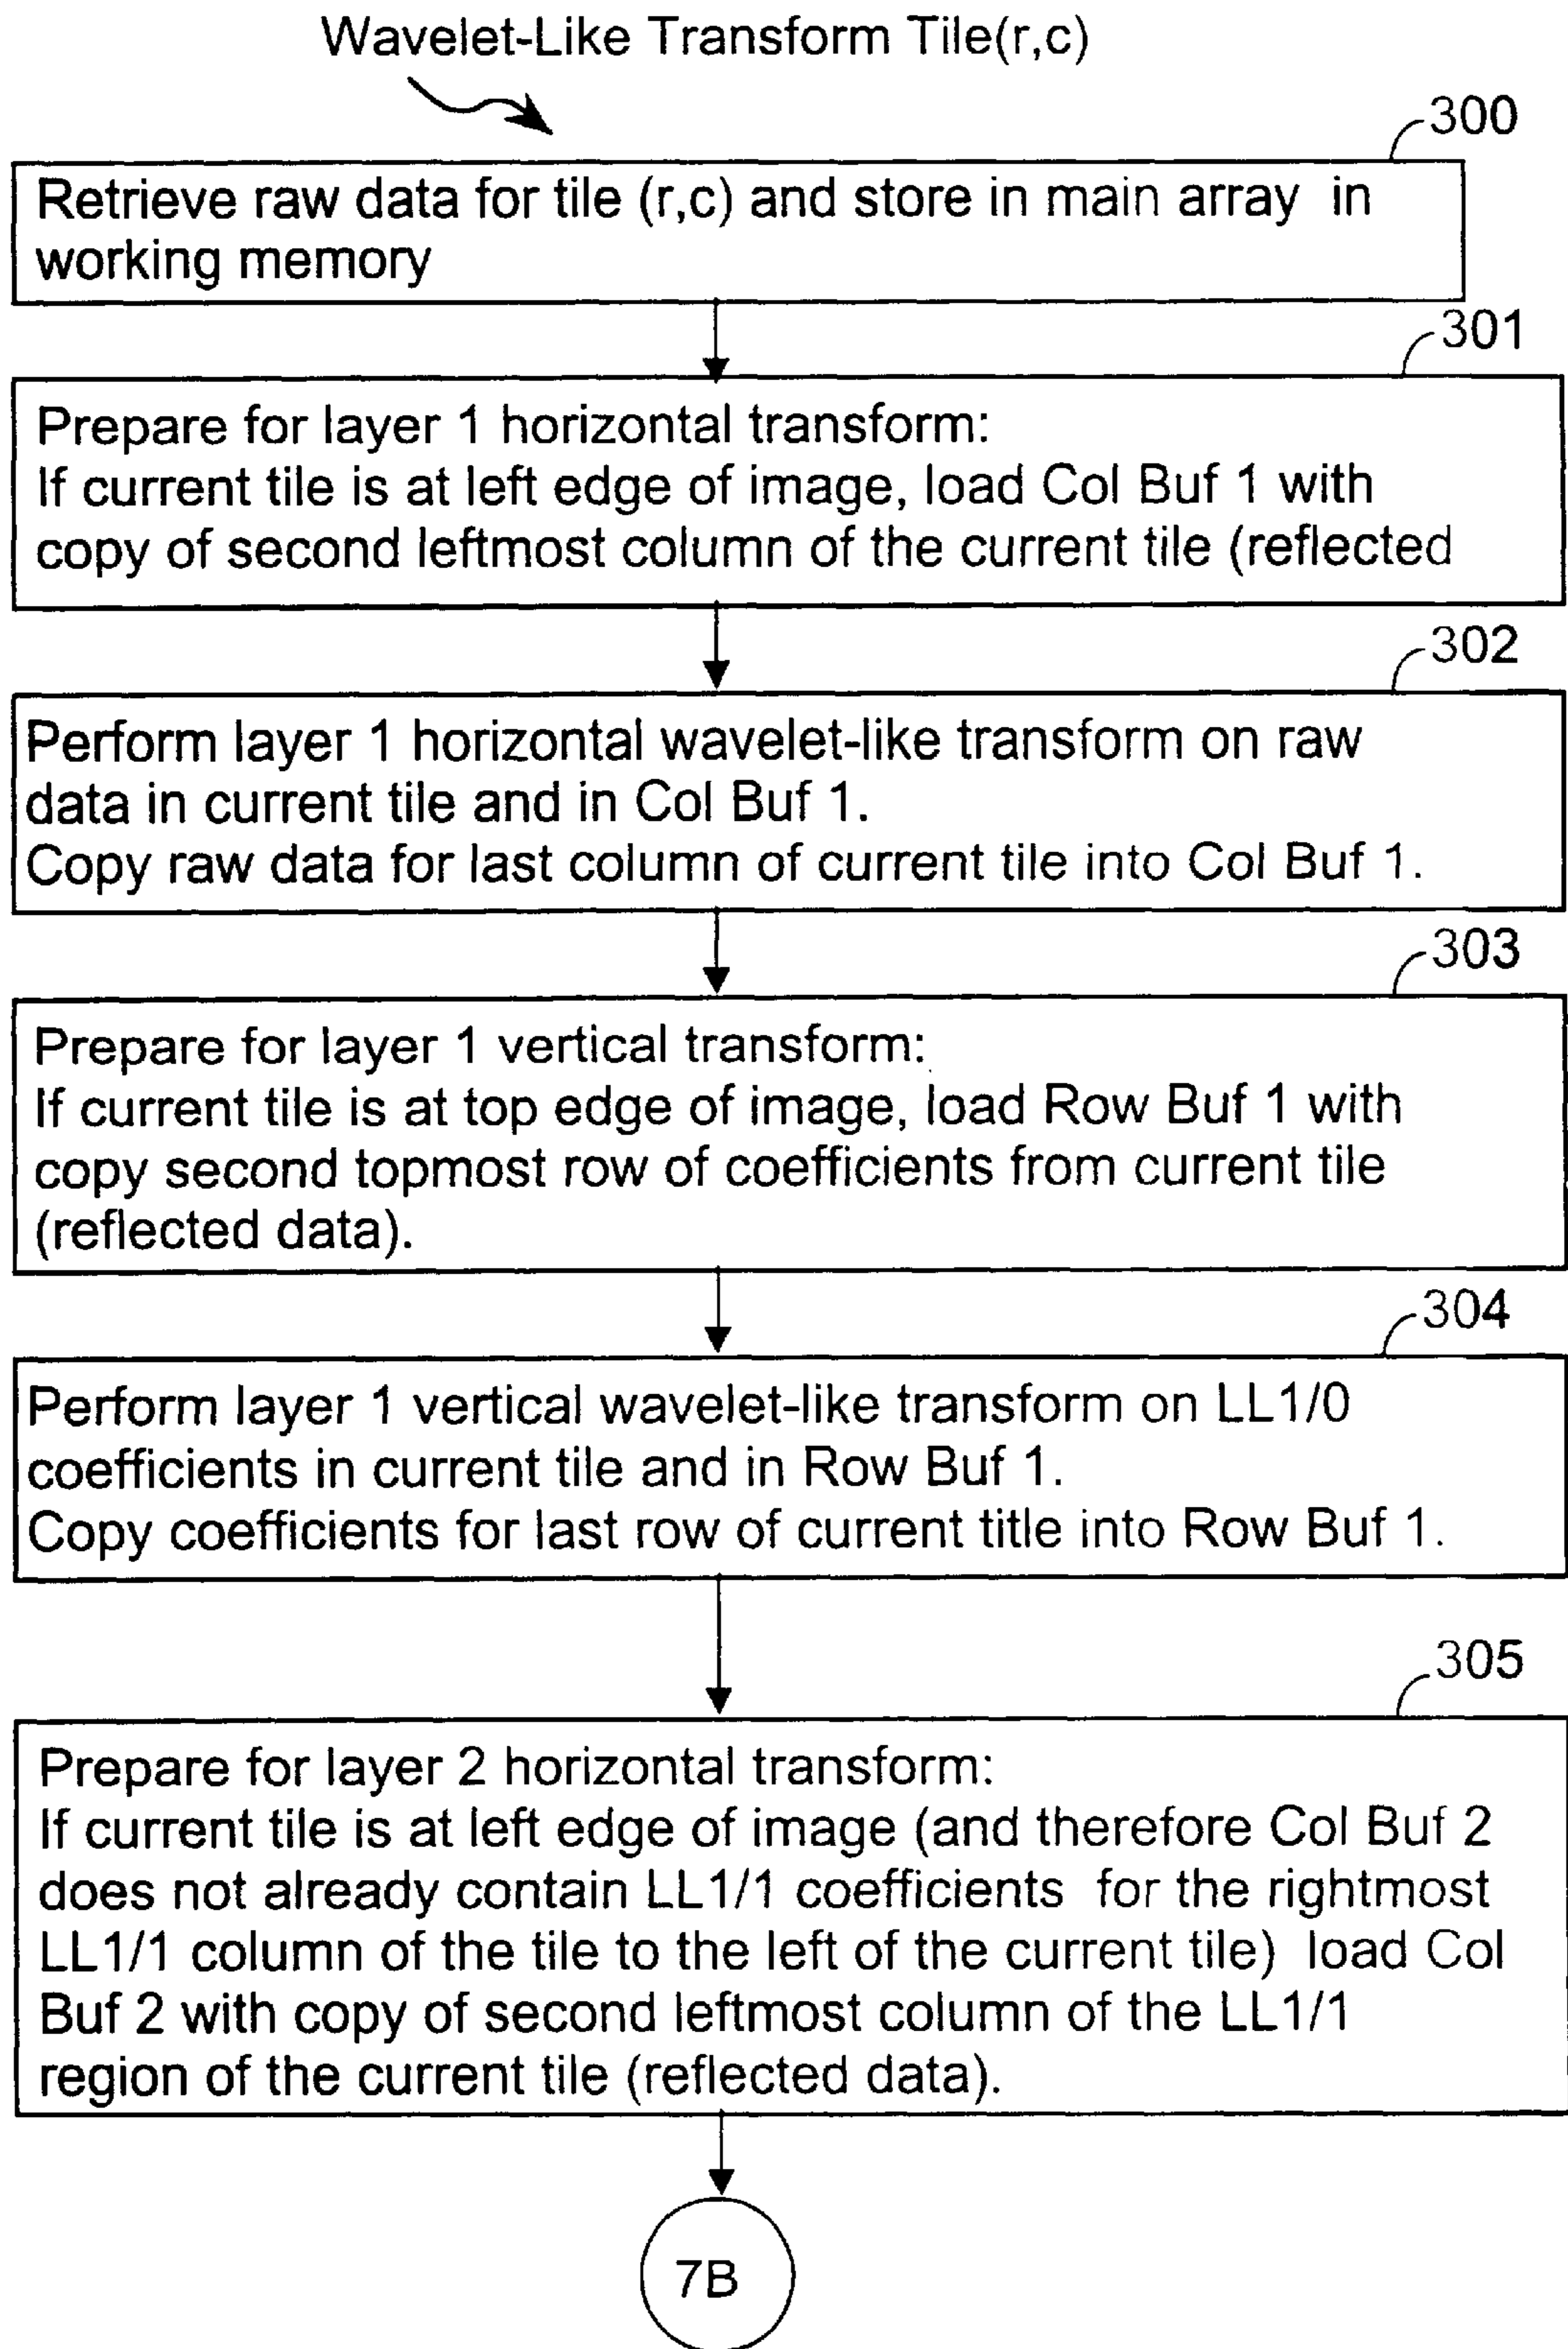 Wavelet-Like Transform Tile(r,c)
300
Retrieve raw data for tile (r,c) and store in main array in
working memory
301
Prepare for layer 1 horizontal transform:
If current tile is at left edge of image, load Col Buf 1 with
copy of second leftmost column of the current tile (reflected
302
Perform layer 1 horizontal wavelet-like transform on raw
data in current tile and in Col Buf 1.
Copy raw data for last column of current tile into Col Buf 1.
303
Prepare for layer 1 vertical transform:
If current tile is at top edge of image, load Row Buf 1 with
copy second topmost row of coefficients from current tile
(reflected data).
304
Perform layer 1 vertical wavelet-like transform on LL1/0
coefficients in current tile and in Row Buf 1.
Copy coefficients for last row of current title into Row Buf 1.
305
Prepare for layer 2 horizontal transform:
If current tile is at left edge of image (and therefore Col Buf 2
does not already contain LL1/1 coefficients for the rightmost
LL1/1 column of the tile to the left of the current tile) load Col
Buf 2 with copy of second leftmost column of the LL1/1
region of the current tile (reflected data).
7B